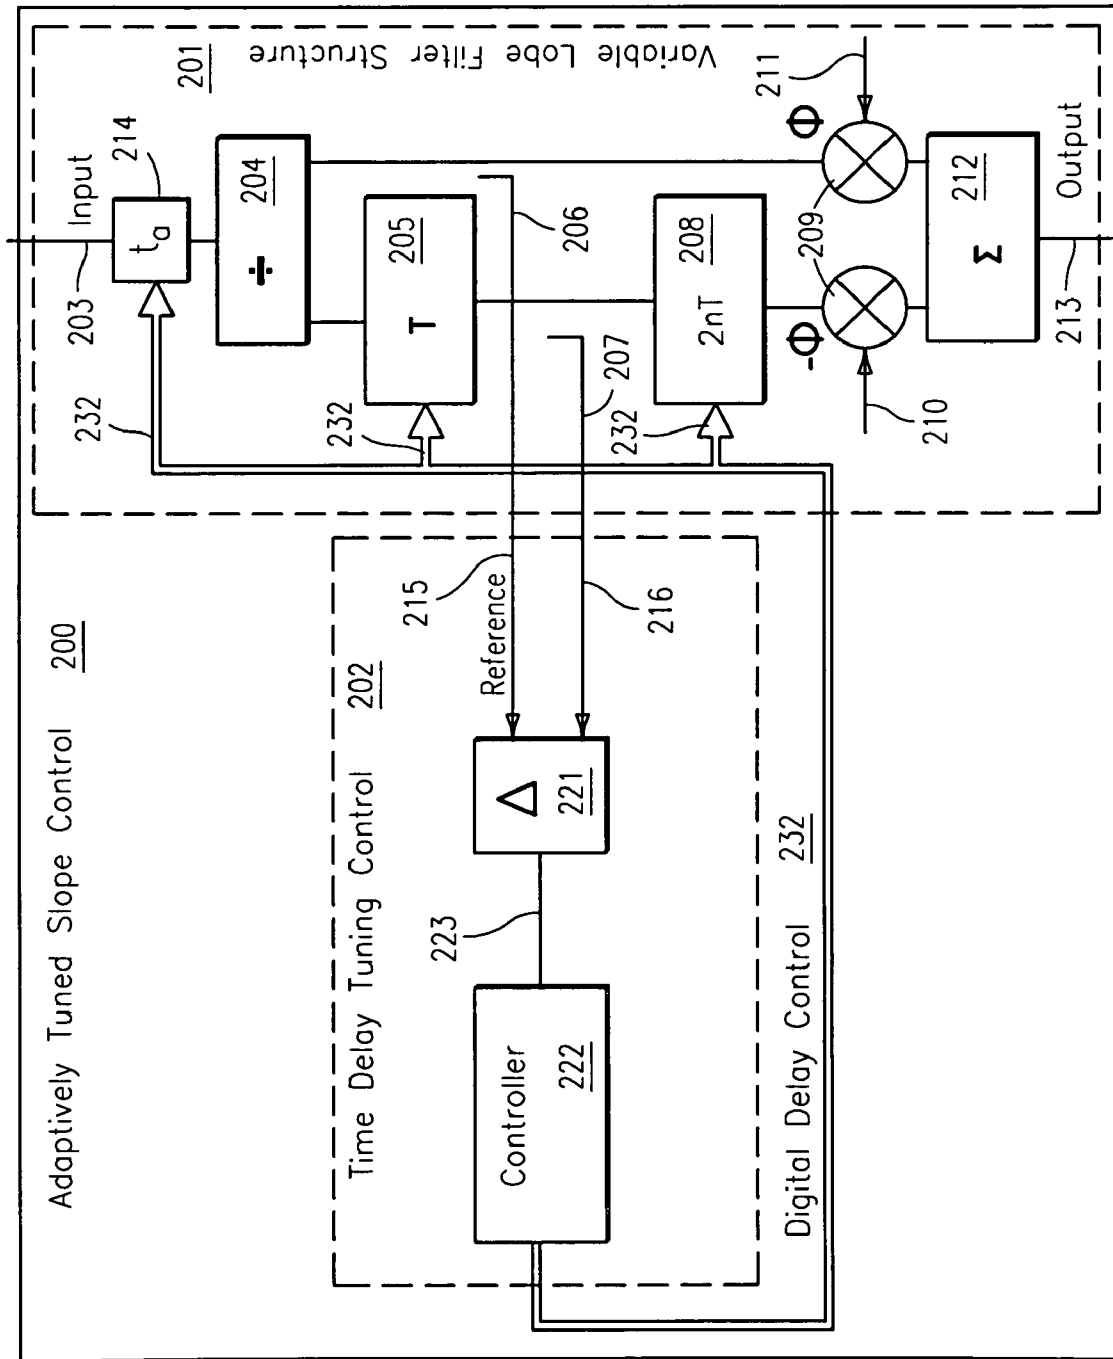 Adaptively Tuned Slope Control 200
Time Delay Tuning Control 202
Variable Lobe Filter Structure
201
Input
203
214
tₐ
232
÷
204
T
205
232
206
215
Reference
207
216
2nT
208
232
Δ
221
223
Controller
222
Digital Delay Control 232
-Φ
Φ
209
210
211
Σ
212
213
Output